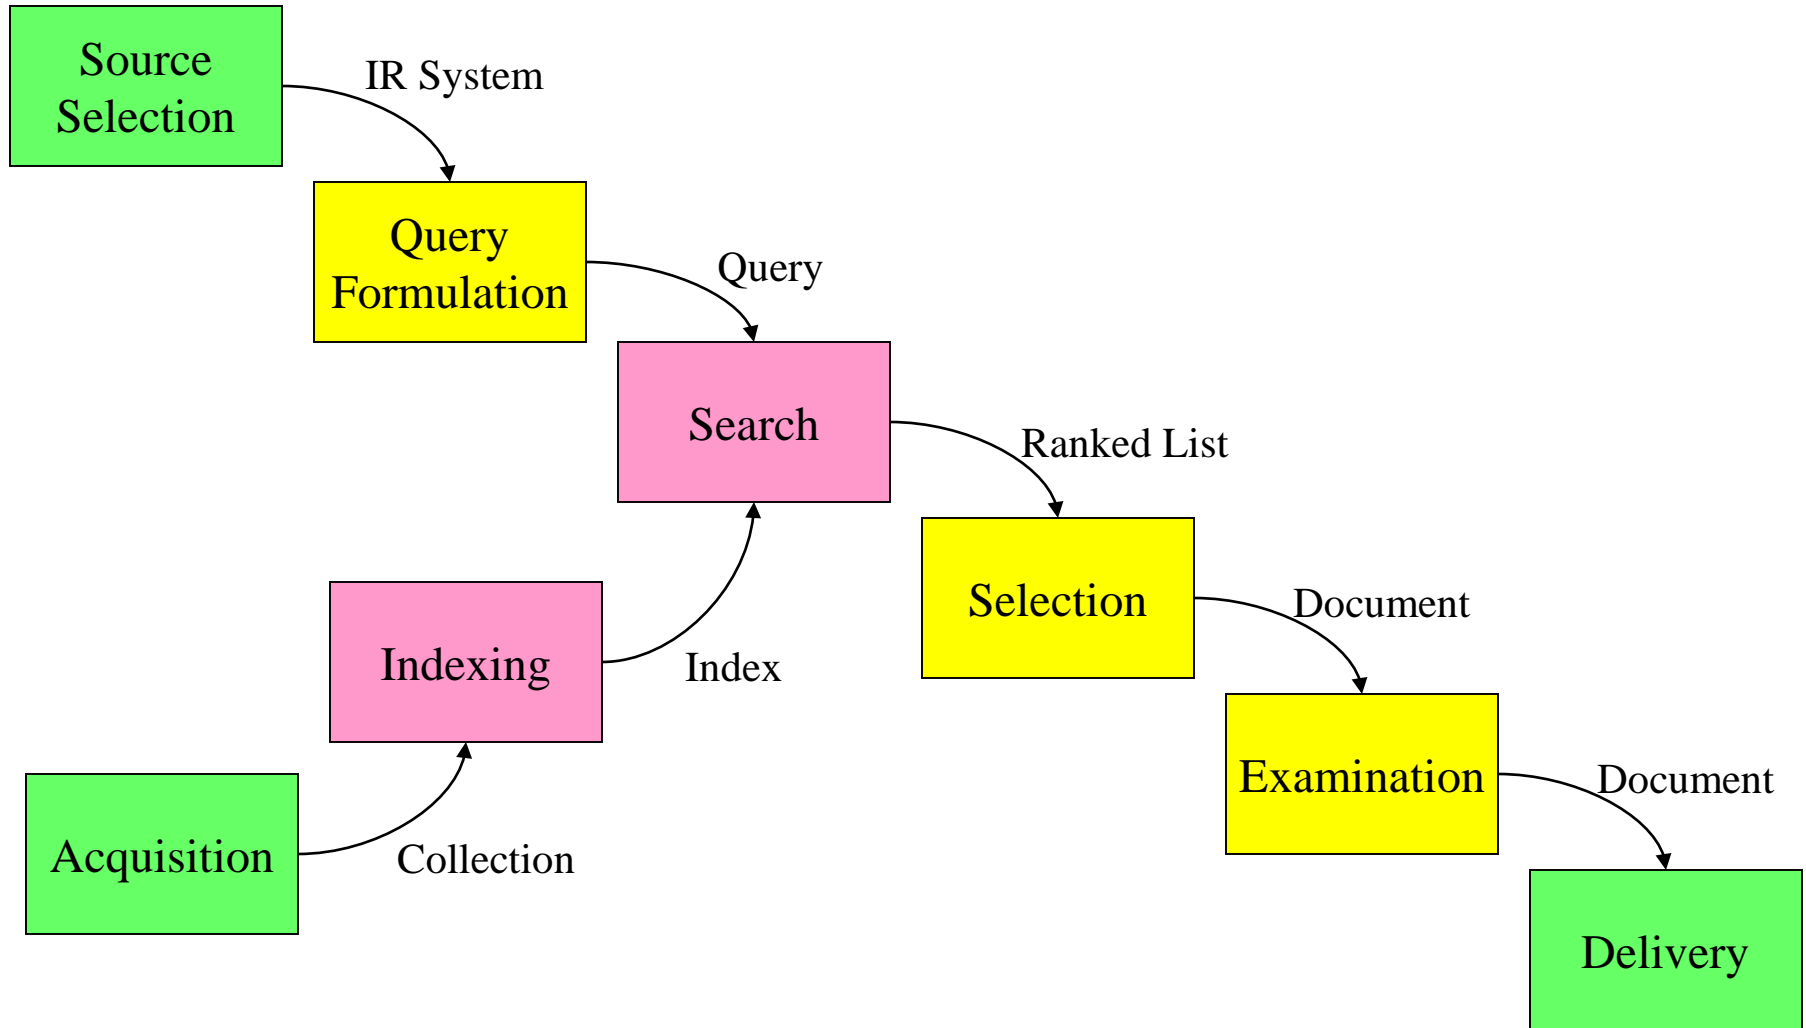 Source
Selection
IR System
Query
Formulation
Query
Search
Ranked List
Selection
Document
Indexing
Index
Examination
Document
Acquisition
Collection
Delivery